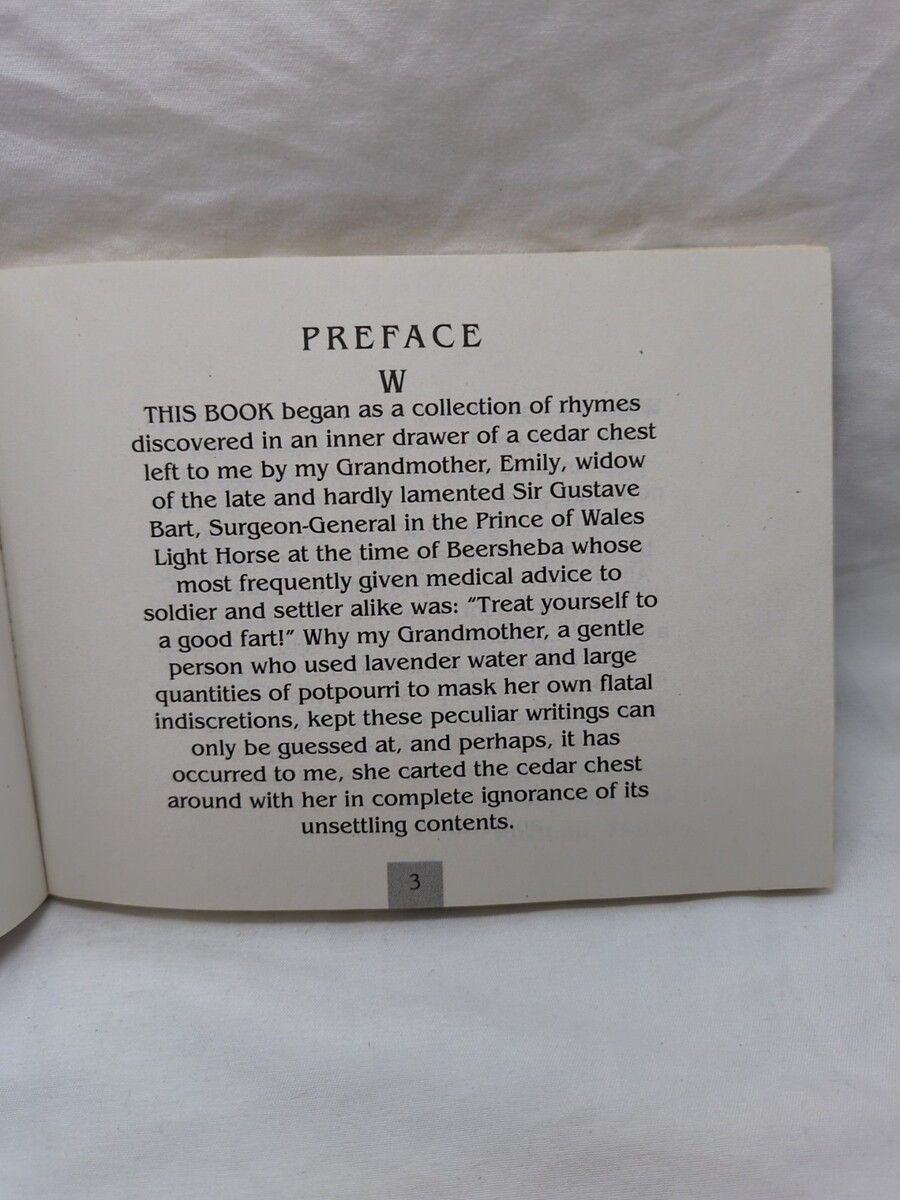 PREFACE
W
THIS BOOK began as a collection of rhymes
discovered in an inner drawer of a cedar chest
left to me by my Grandmother, Emily, widow
of the late and hardly lamented Sir Gustave
Bart, Surgeon-General in the Prince of Wales
Light Horse at the time of Beersheba whose
most frequently given medical advice to
soldier and settler alike was: “Treat yourself to
a good fart!” Why my Grandmother, a gentle
person who used lavender water and large
quantities of potpourri to mask her own flatal
indiscretions, kept these peculiar writings can
only be guessed at, and perhaps, it has
occurred to me, she carted the cedar chest
around with her in complete ignorance of its
unsettling contents.
3